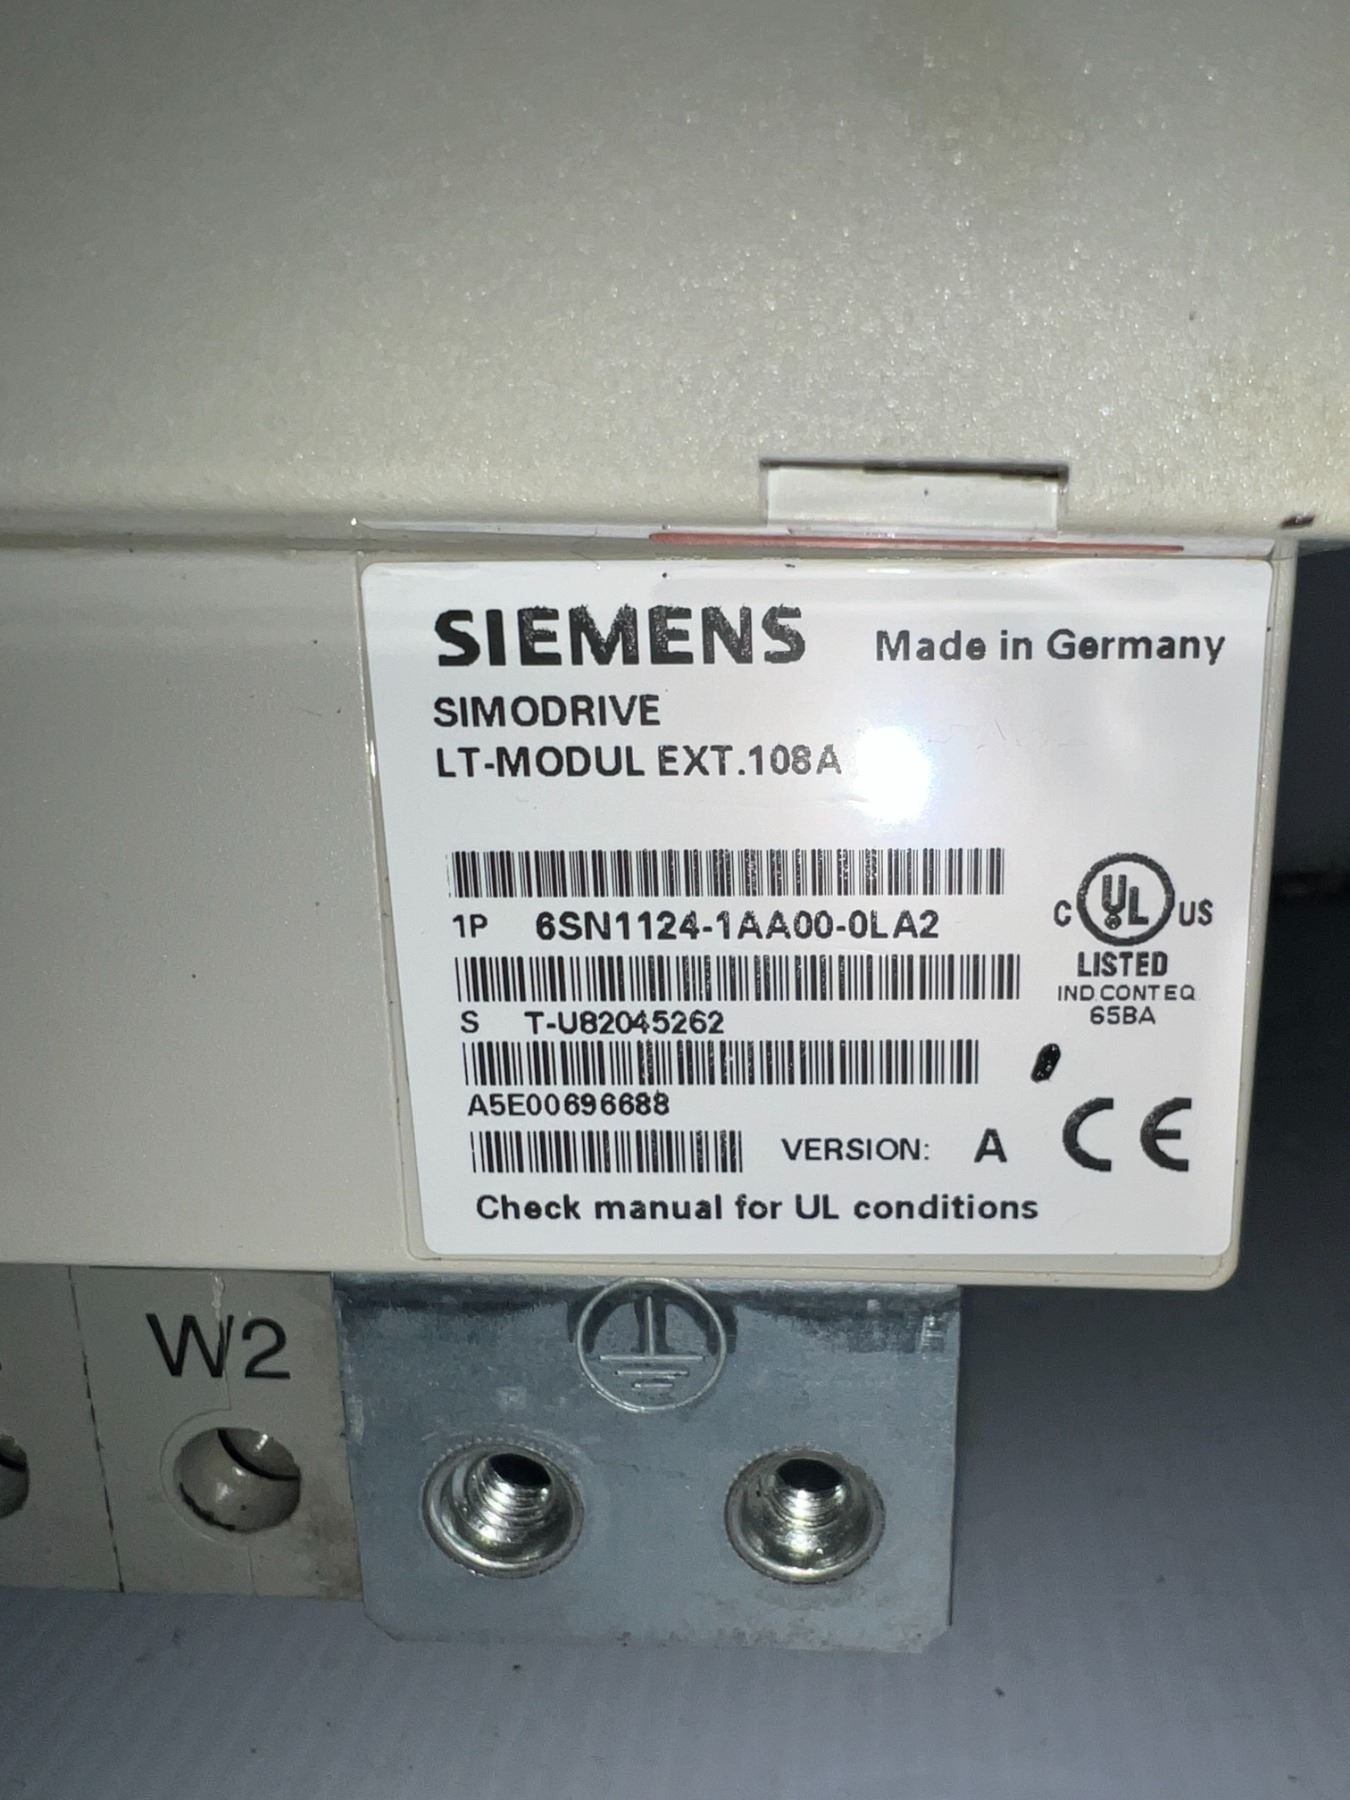 SIEMENS Made in Germany
SIMODRIVE
LT-MODUL EXT.108A
1P 6SN1124-1AA00-0LA2
C UL US
LISTED
IND.CONT.EQ.
65BA
S T-U82045262
A5E00696688
VERSION: A CE
Check manual for UL conditions
W2